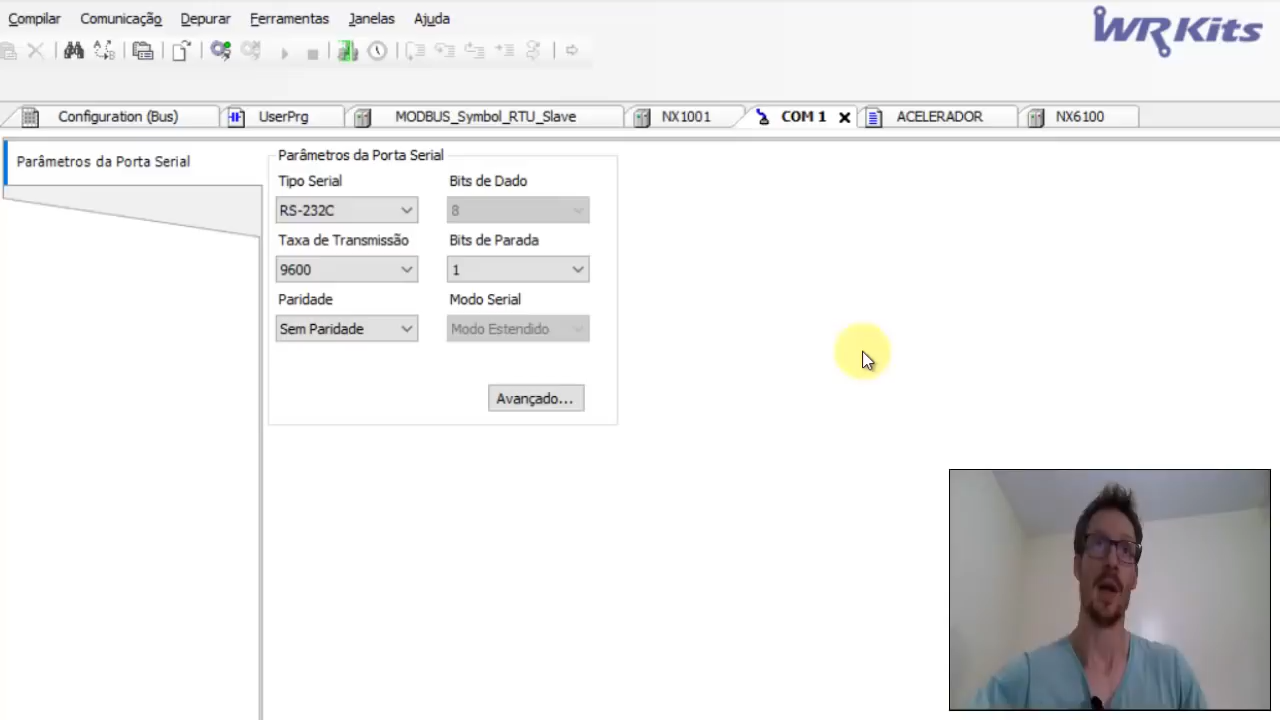 Compilar Comunicação Depurar Ferramentas Janelas Ajuda
WR Kits
Configuration (Bus) UserPrg MODBUS_Symbol_RTU_Slave NX1001 COM 1 ACELERADOR NX6100
Parâmetros da Porta Serial
Parâmetros da Porta Serial
Tipo Serial Bits de Dado
RS-232C 8
Taxa de Transmissão Bits de Parada
9600 1
Paridade Modo Serial
Sem Paridade Modo Estendido
Avançado...